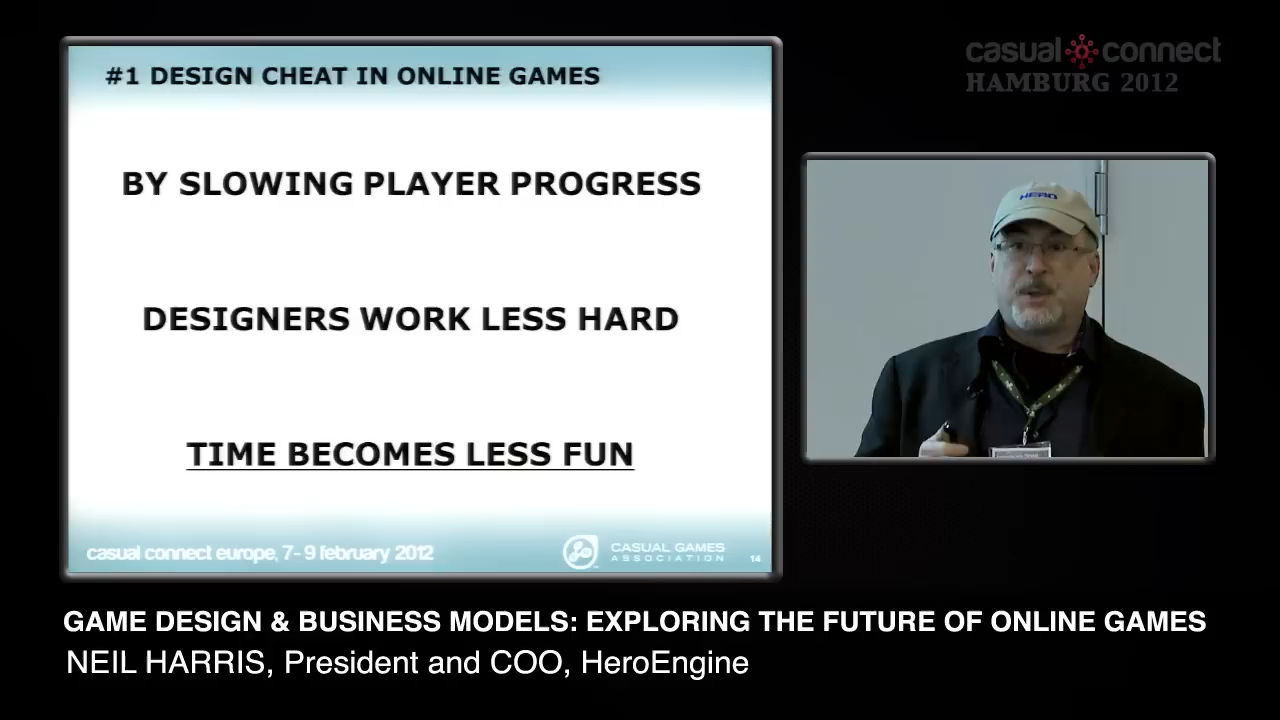 #1 DESIGN CHEAT IN ONLINE GAMES
BY SLOWING PLAYER PROGRESS
DESIGNERS WORK LESS HARD
TIME BECOMES LESS FUN
casual connect europe, 7-9 february 2012
CASUAL GAMES
ASSOCIATION
14
casual connect
HAMBURG 2012
HERO
GAME DESIGN & BUSINESS MODELS: EXPLORING THE FUTURE OF ONLINE GAMES
NEIL HARRIS, President and COO, HeroEngine